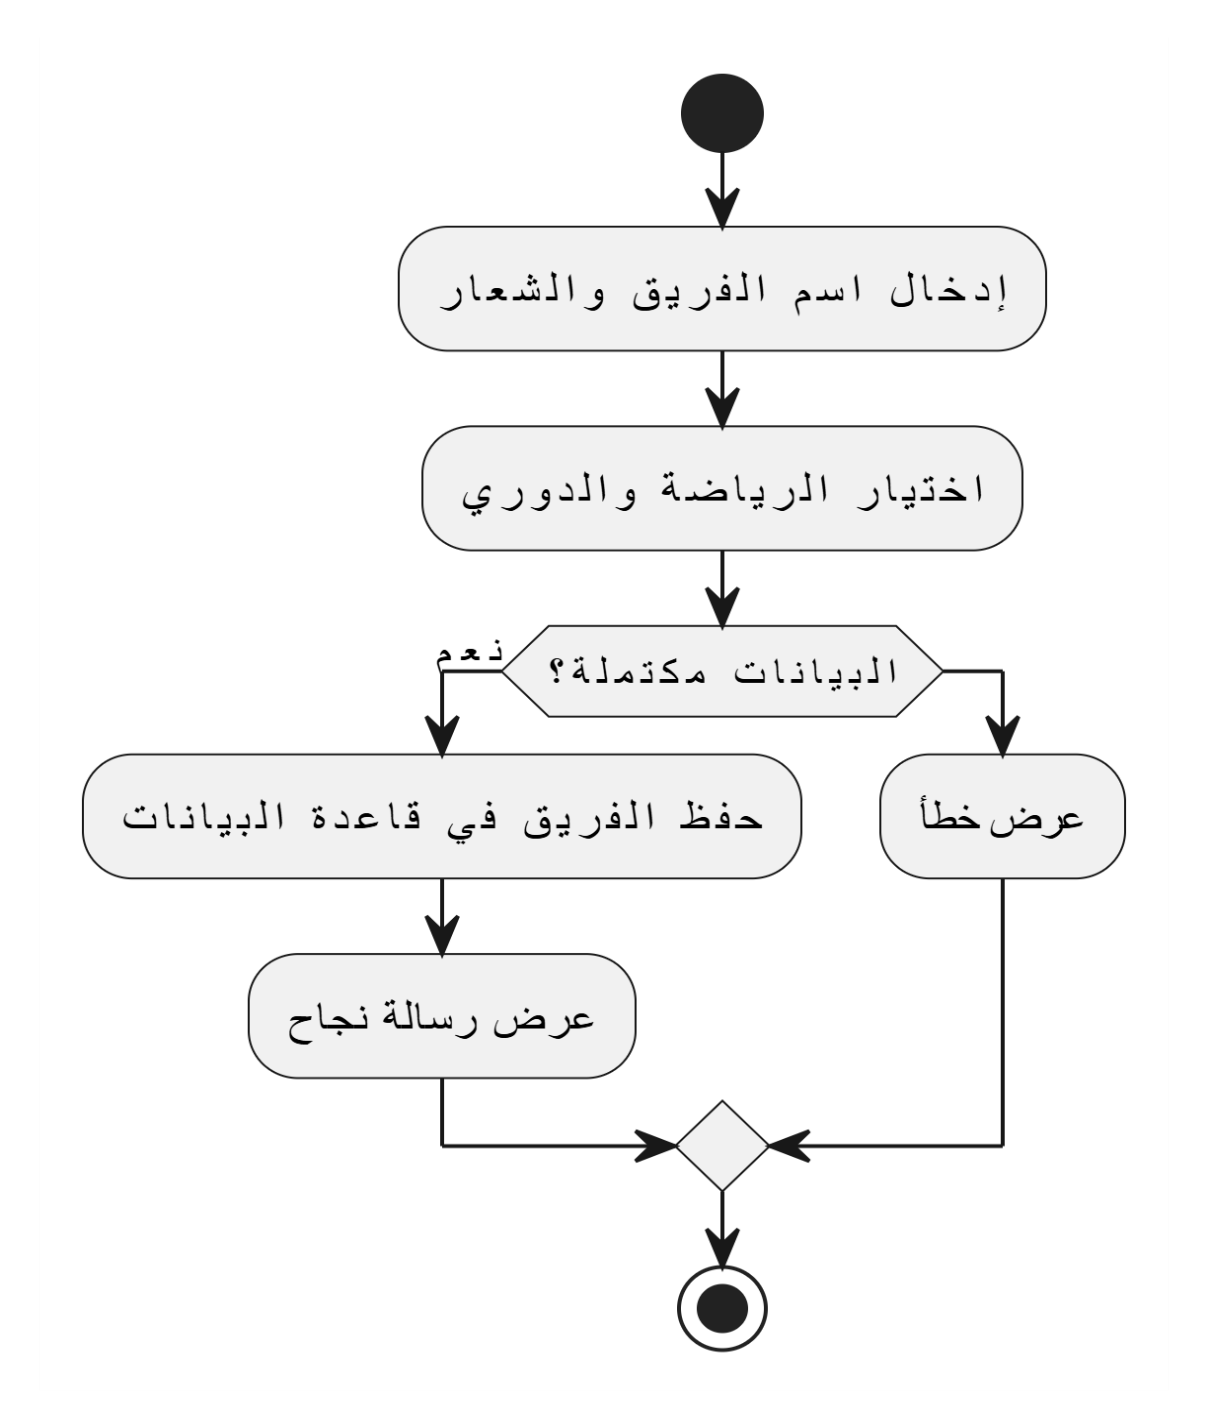 إدخال اسم الفريق والشعار
اختيار الرياضة والدوري
البيانات مكتملة؟
نعم
حفظ الفريق في قاعدة البيانات
عرض خطأ
عرض رسالة نجاح